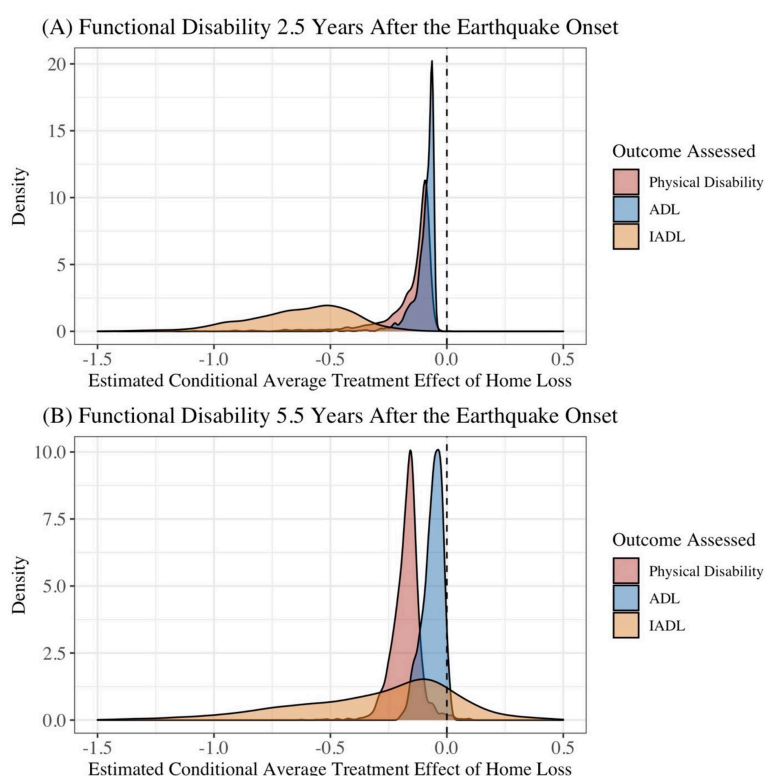 (A) Functional Disability 2.5 Years After the Earthquake Onset
20
15
10
5
0
Density
-1.5 -1.0 -0.5 0.0 0.5
Estimated Conditional Average Treatment Effect of Home Loss
Outcome Assessed
Physical Disability
ADL
IADL
(B) Functional Disability 5.5 Years After the Earthquake Onset
10.0
7.5
5.0
2.5
0.0
Density
-1.5 -1.0 -0.5 0.0 0.5
Estimated Conditional Average Treatment Effect of Home Loss
Outcome Assessed
Physical Disability
ADL
IADL